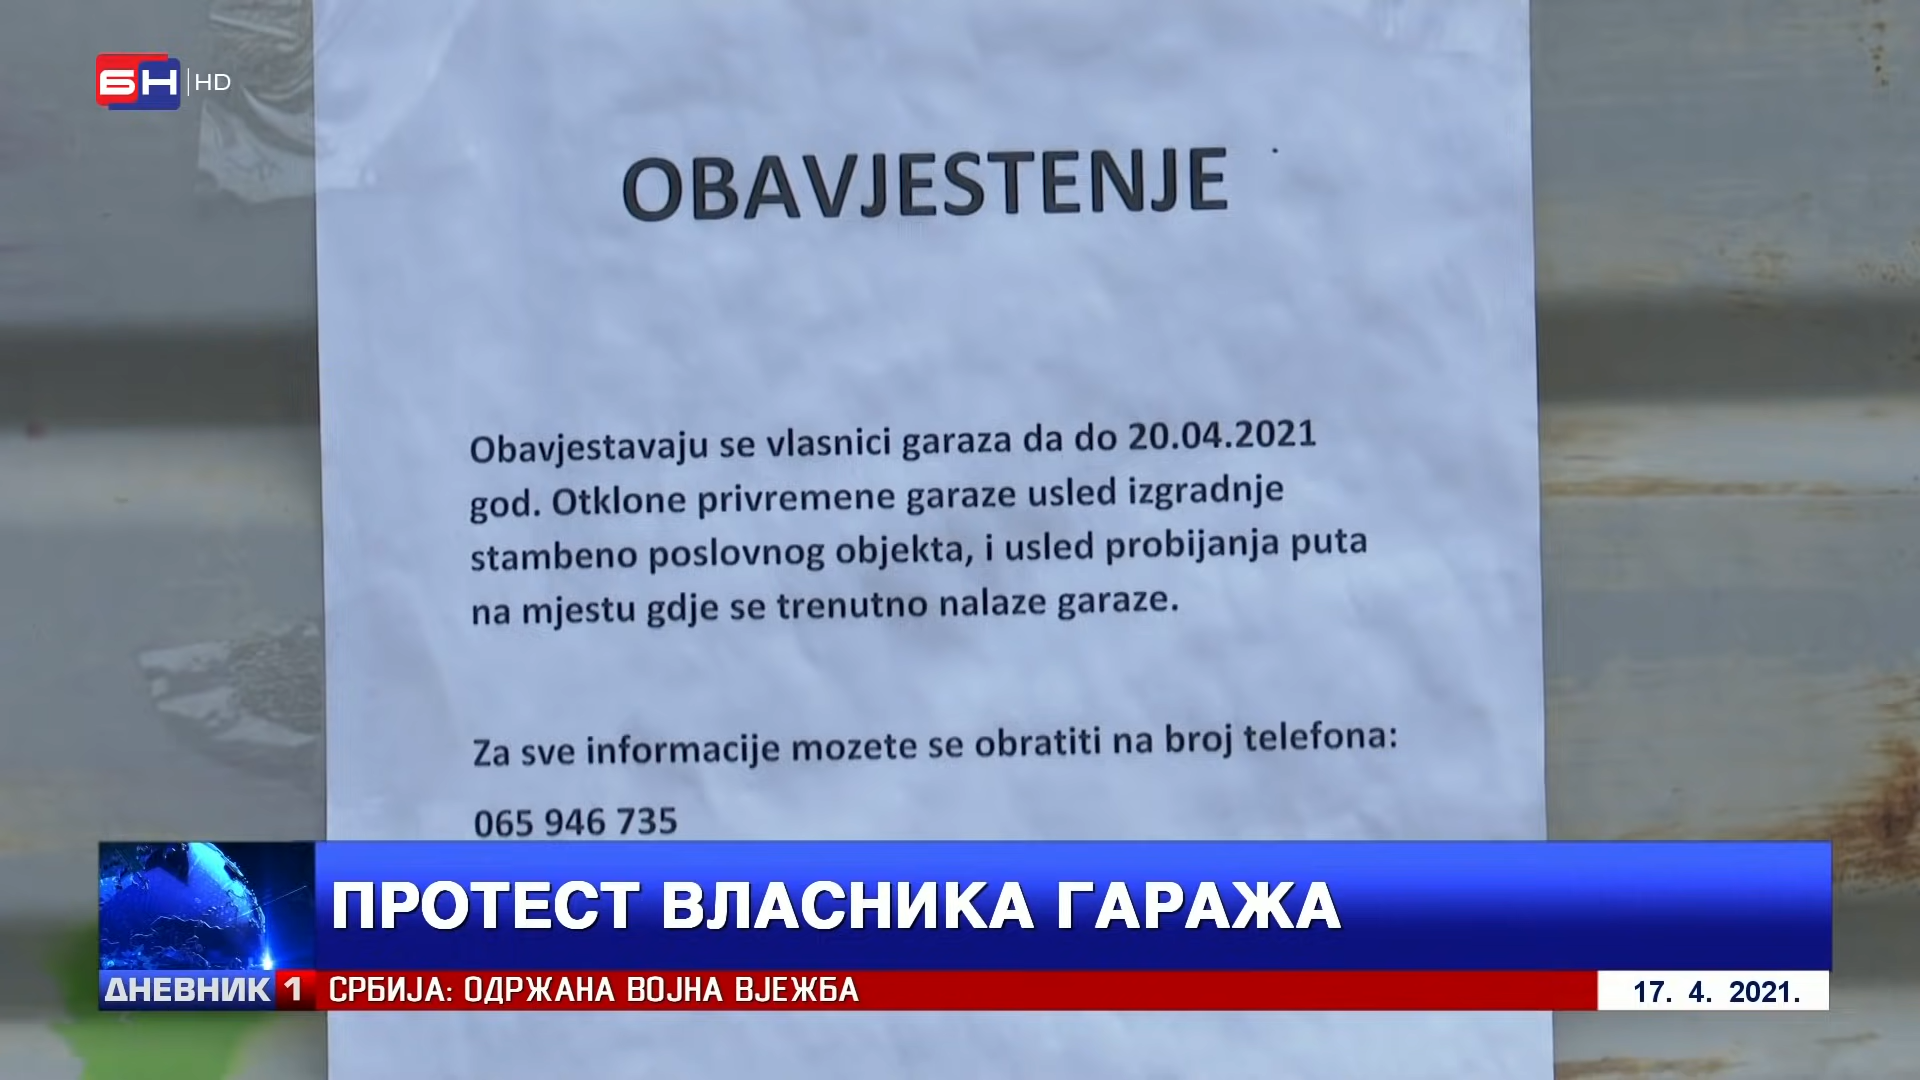 БН HD
OBAVJESTENJE
Obavjestavaju se vlasnici garaza da do 20.04.2021
god. Otklone privremene garaze usled izgradnje
stambeno poslovnog objekta, i usled probijanja puta
na mjestu gdje se trenutno nalaze garaze.
Za sve informacije mozete se obratiti na broj telefona:
065 946 735
ПРОТЕСТ ВЛАСНИКА ГАРАЖА
ДНЕВНИК 1 СРБИЈА: ОДРЖАНА ВОЈНА ВЈЕЖБА 17. 4. 2021.